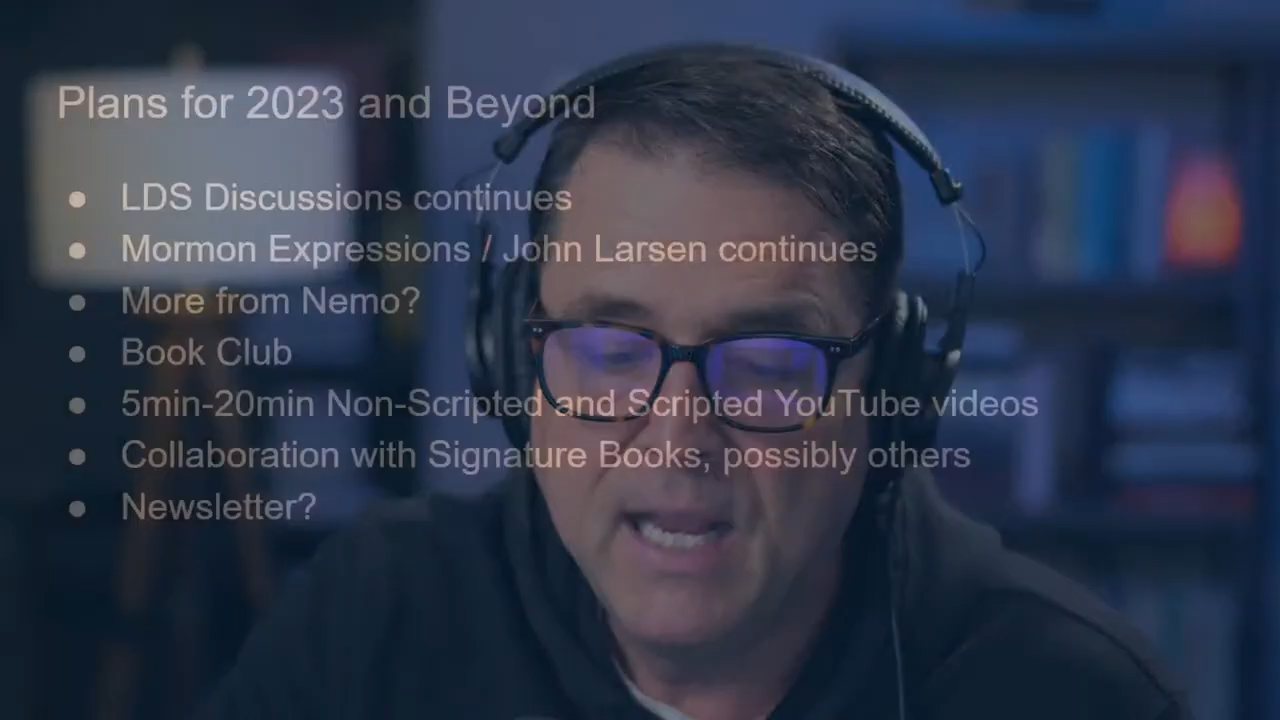 Plans for 2023 and Beyond
● LDS Discussions continues
● Mormon Expressions / John Larsen continues
● More from Nemo?
● Book Club
● 5min-20min Non-Scripted and Scripted YouTube videos
● Collaboration with Signature Books, possibly others
● Newsletter?